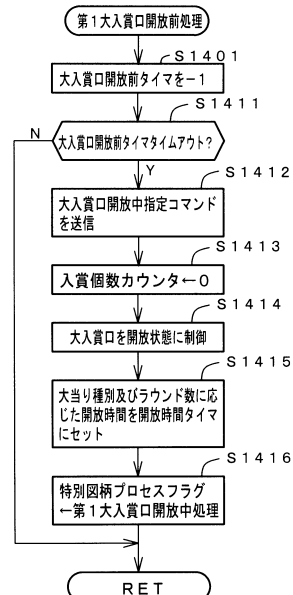 第1大入賞口開放前処理
S1401
大入賞口開放前タイマを-1
S1411
N
大入賞口開放前タイマタイムアウト?
Y
S1412
大入賞口開放中指定コマンド
を送信
S1413
入賞個数カウンタ←0
S1414
大入賞口を開放状態に制御
S1415
大当り種別及びラウンド数に応
じた開放時間を開放時間タイマ
にセット
S1416
特別図柄プロセスフラグ
←第1大入賞口開放中処理
RET